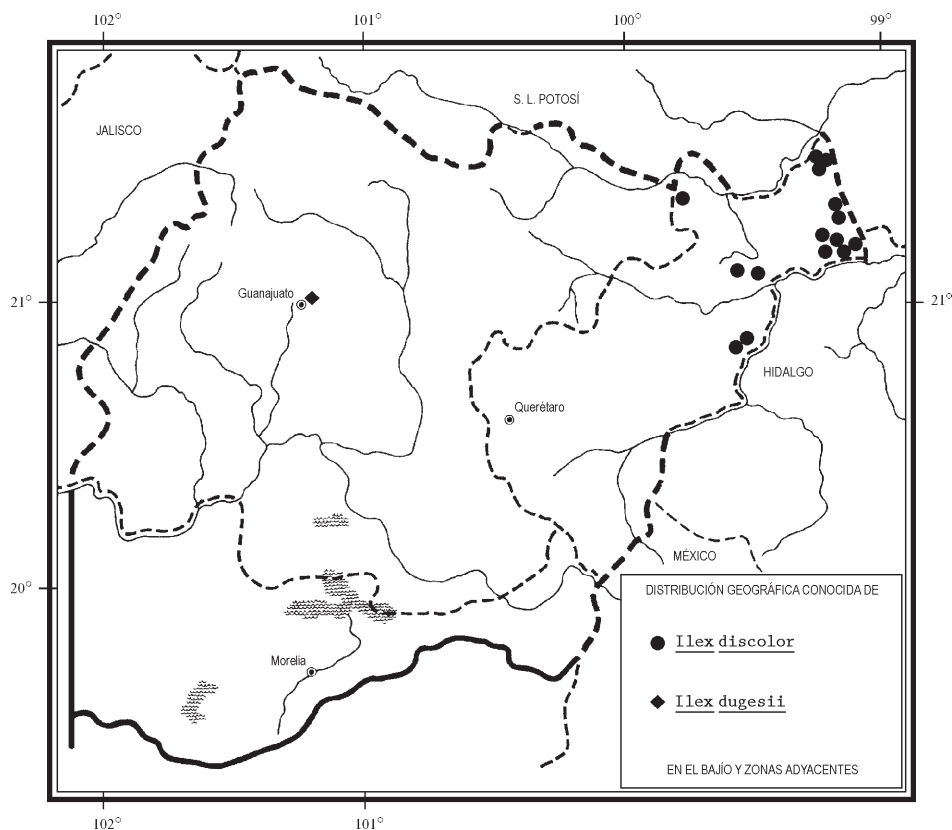 102° 101° 100° 99°
S. L. POTOSÍ
JALISCO
Guanajuato
21° 21°
HIDALGO
Querétaro
MÉXICO
20°
DISTRIBUCIÓN GEOGRÁFICA CONOCIDA DE
Ilex discolor
Morelia
Ilex dugesii
EN EL BAJÍO Y ZONAS ADYACENTES
102° 101°